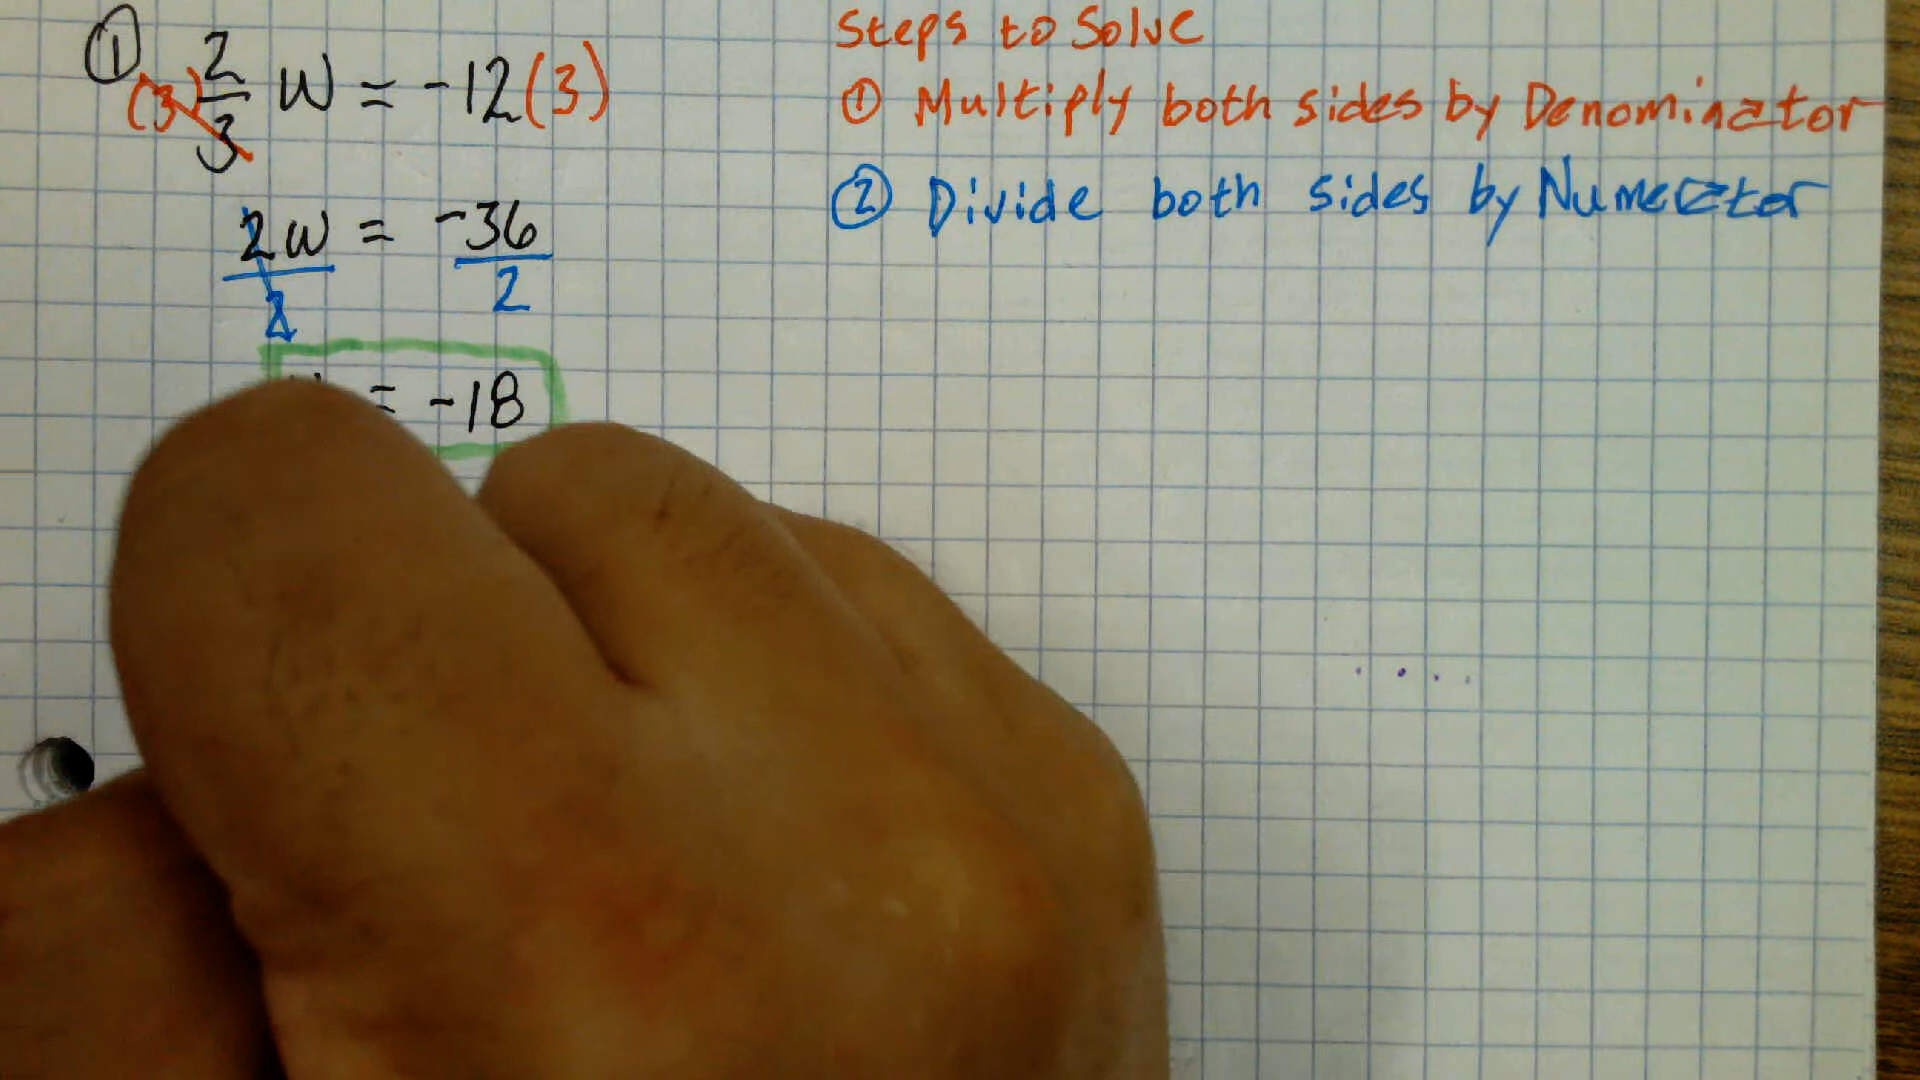 ① (3) 2/3 W = -12(3)
2w/2 = -36/2
= -18
Steps to Solve
① Multiply both sides by Denominator
② Divide both sides by Numerator